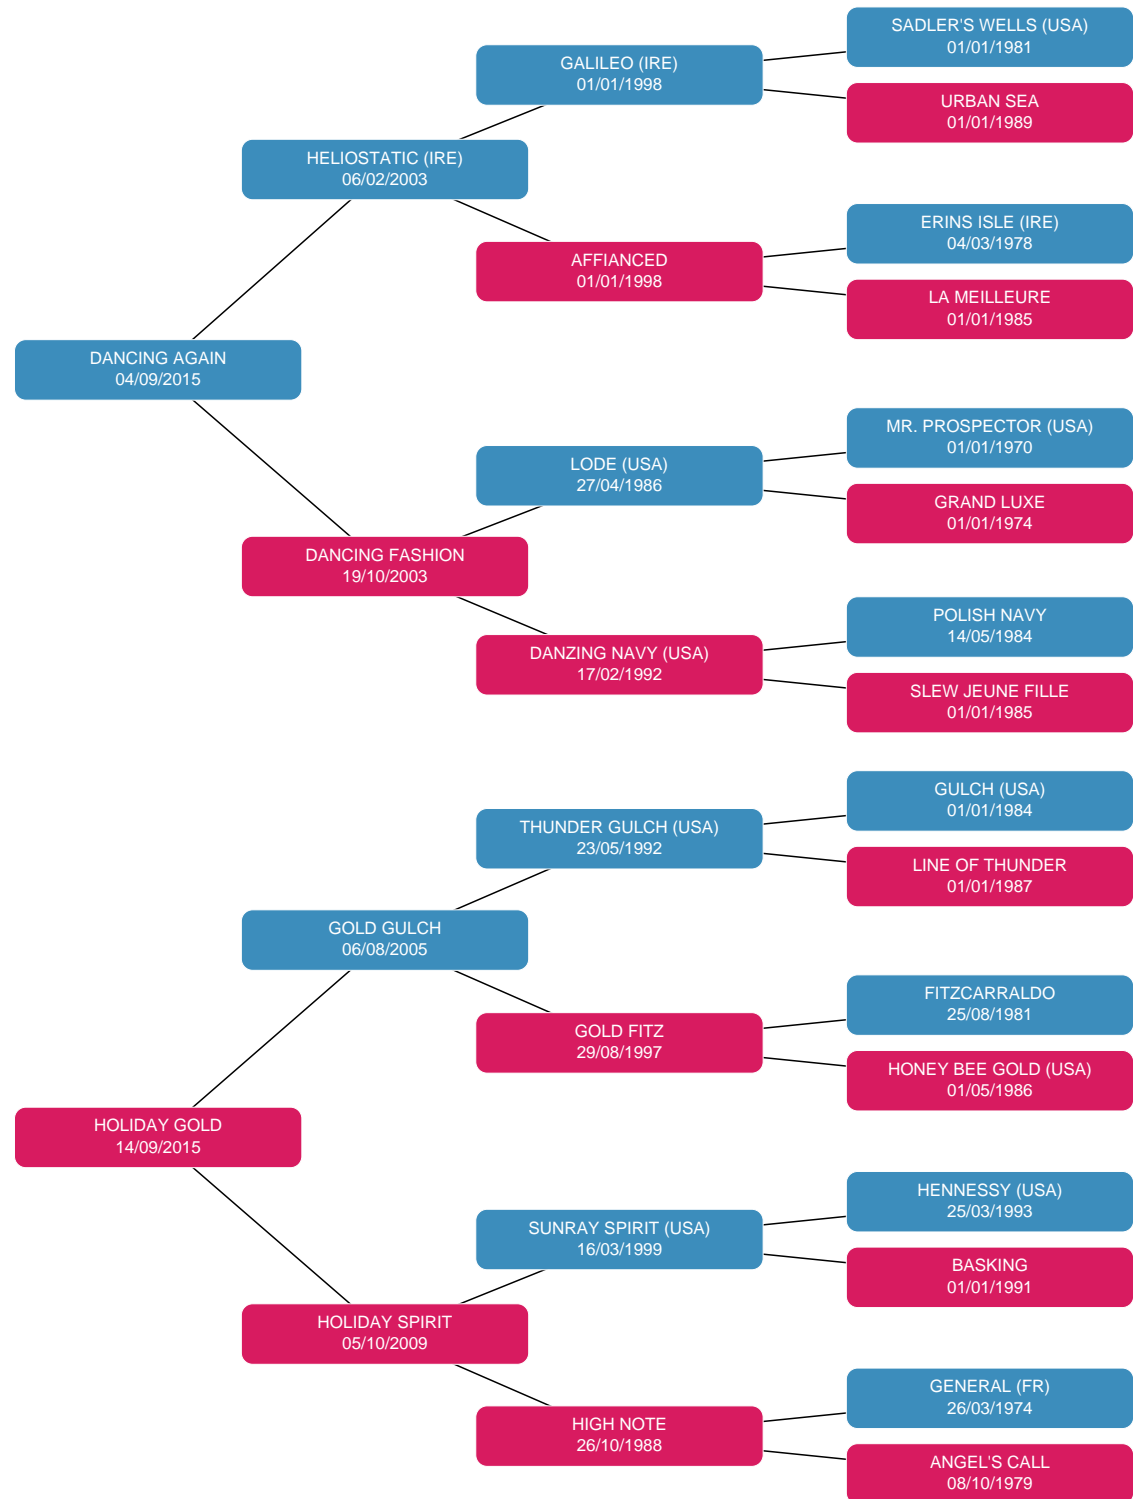 SADLER'S WELLS (USA)
01/01/1981
GALILEO (IRE)
01/01/1998
URBAN SEA
01/01/1989
HELIOSTATIC (IRE)
06/02/2003
ERINS ISLE (IRE)
04/03/1978
AFFIANCED
01/01/1998
LA MEILLEURE
01/01/1985
DANCING AGAIN
04/09/2015
MR. PROSPECTOR (USA)
01/01/1970
LODE (USA)
27/04/1986
GRAND LUXE
01/01/1974
DANCING FASHION
19/10/2003
POLISH NAVY
14/05/1984
DANZING NAVY (USA)
17/02/1992
SLEW JEUNE FILLE
01/01/1985
GULCH (USA)
01/01/1984
THUNDER GULCH (USA)
23/05/1992
LINE OF THUNDER
01/01/1987
GOLD GULCH
06/08/2005
FITZCARRALDO
25/08/1981
GOLD FITZ
29/08/1997
HONEY BEE GOLD (USA)
01/05/1986
HOLIDAY GOLD
14/09/2015
HENNESSY (USA)
25/03/1993
SUNRAY SPIRIT (USA)
16/03/1999
BASKING
01/01/1991
HOLIDAY SPIRIT
05/10/2009
GENERAL (FR)
26/03/1974
HIGH NOTE
26/10/1988
ANGEL'S CALL
08/10/1979